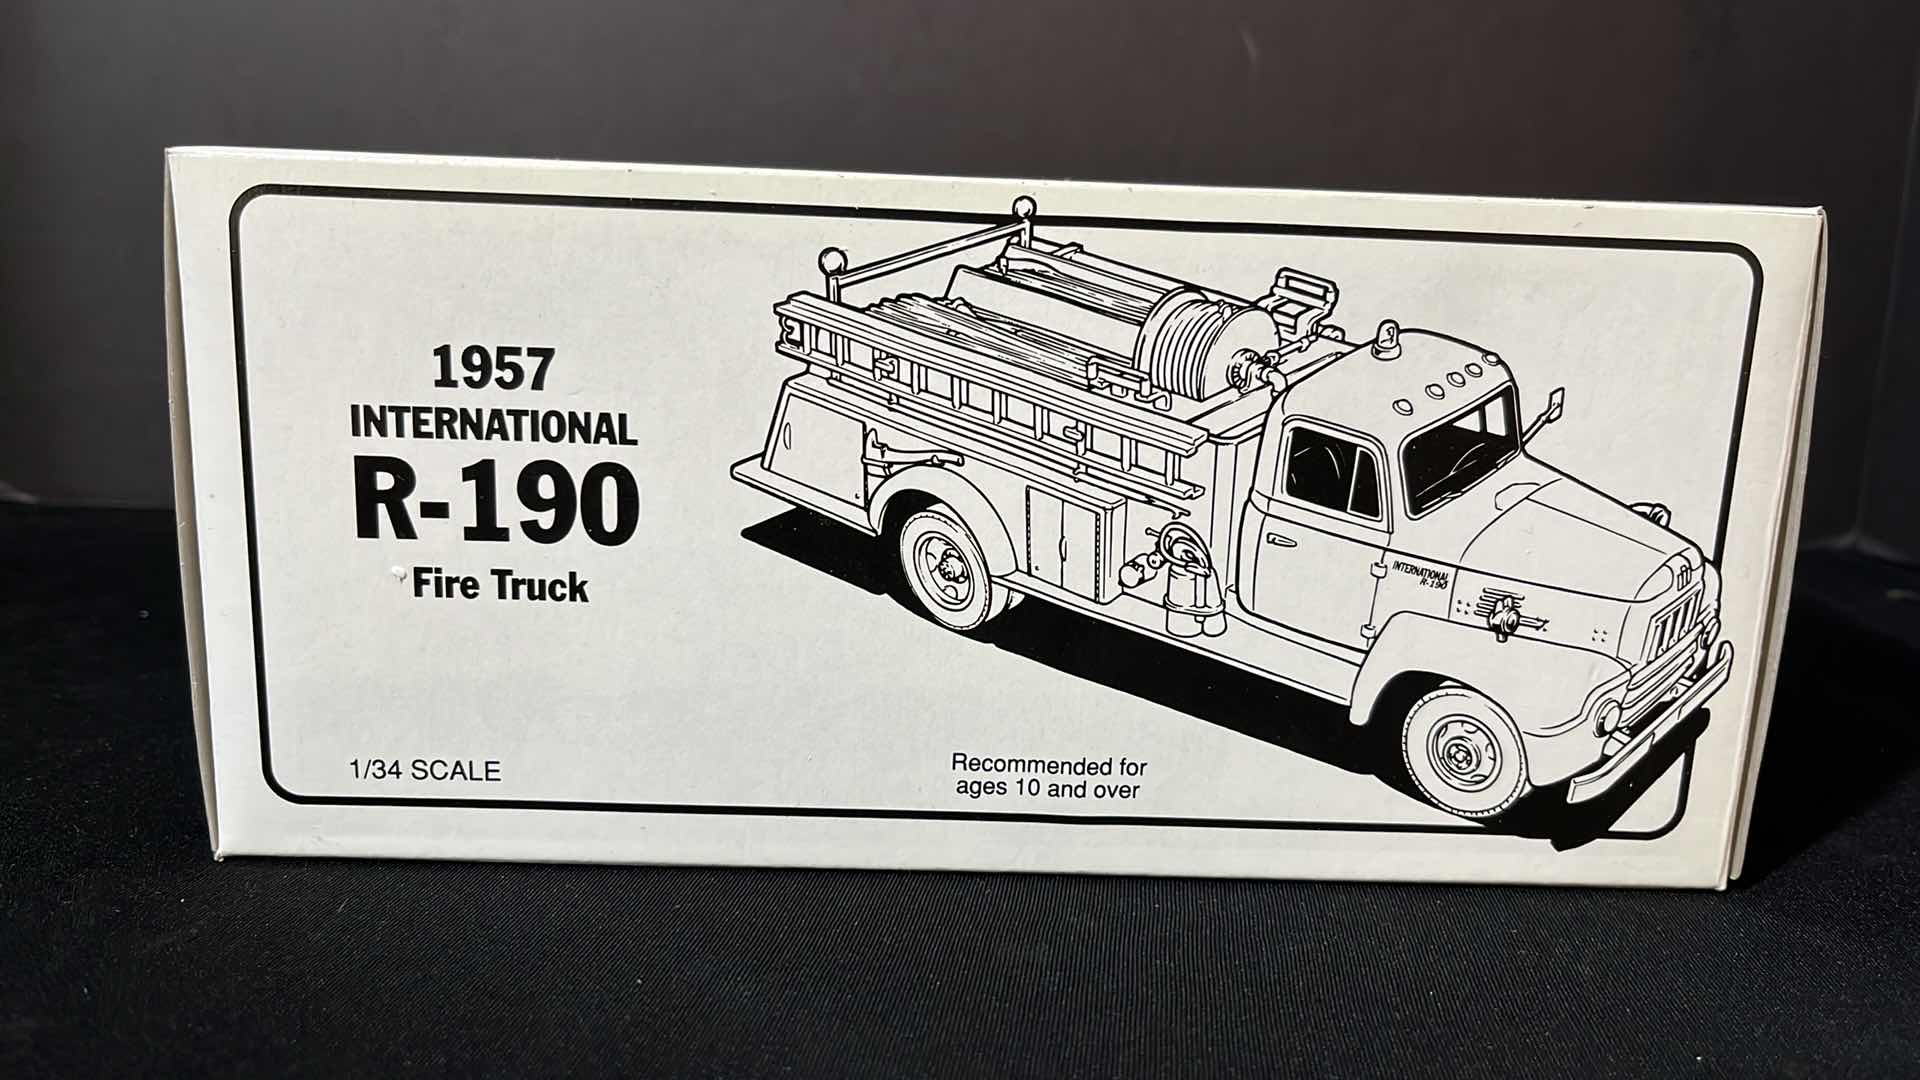 1957
INTERNATIONAL
R-190
Fire Truck
1/34 SCALE
Recommended for
ages 10 and over
INTERNATIONAL
R-190